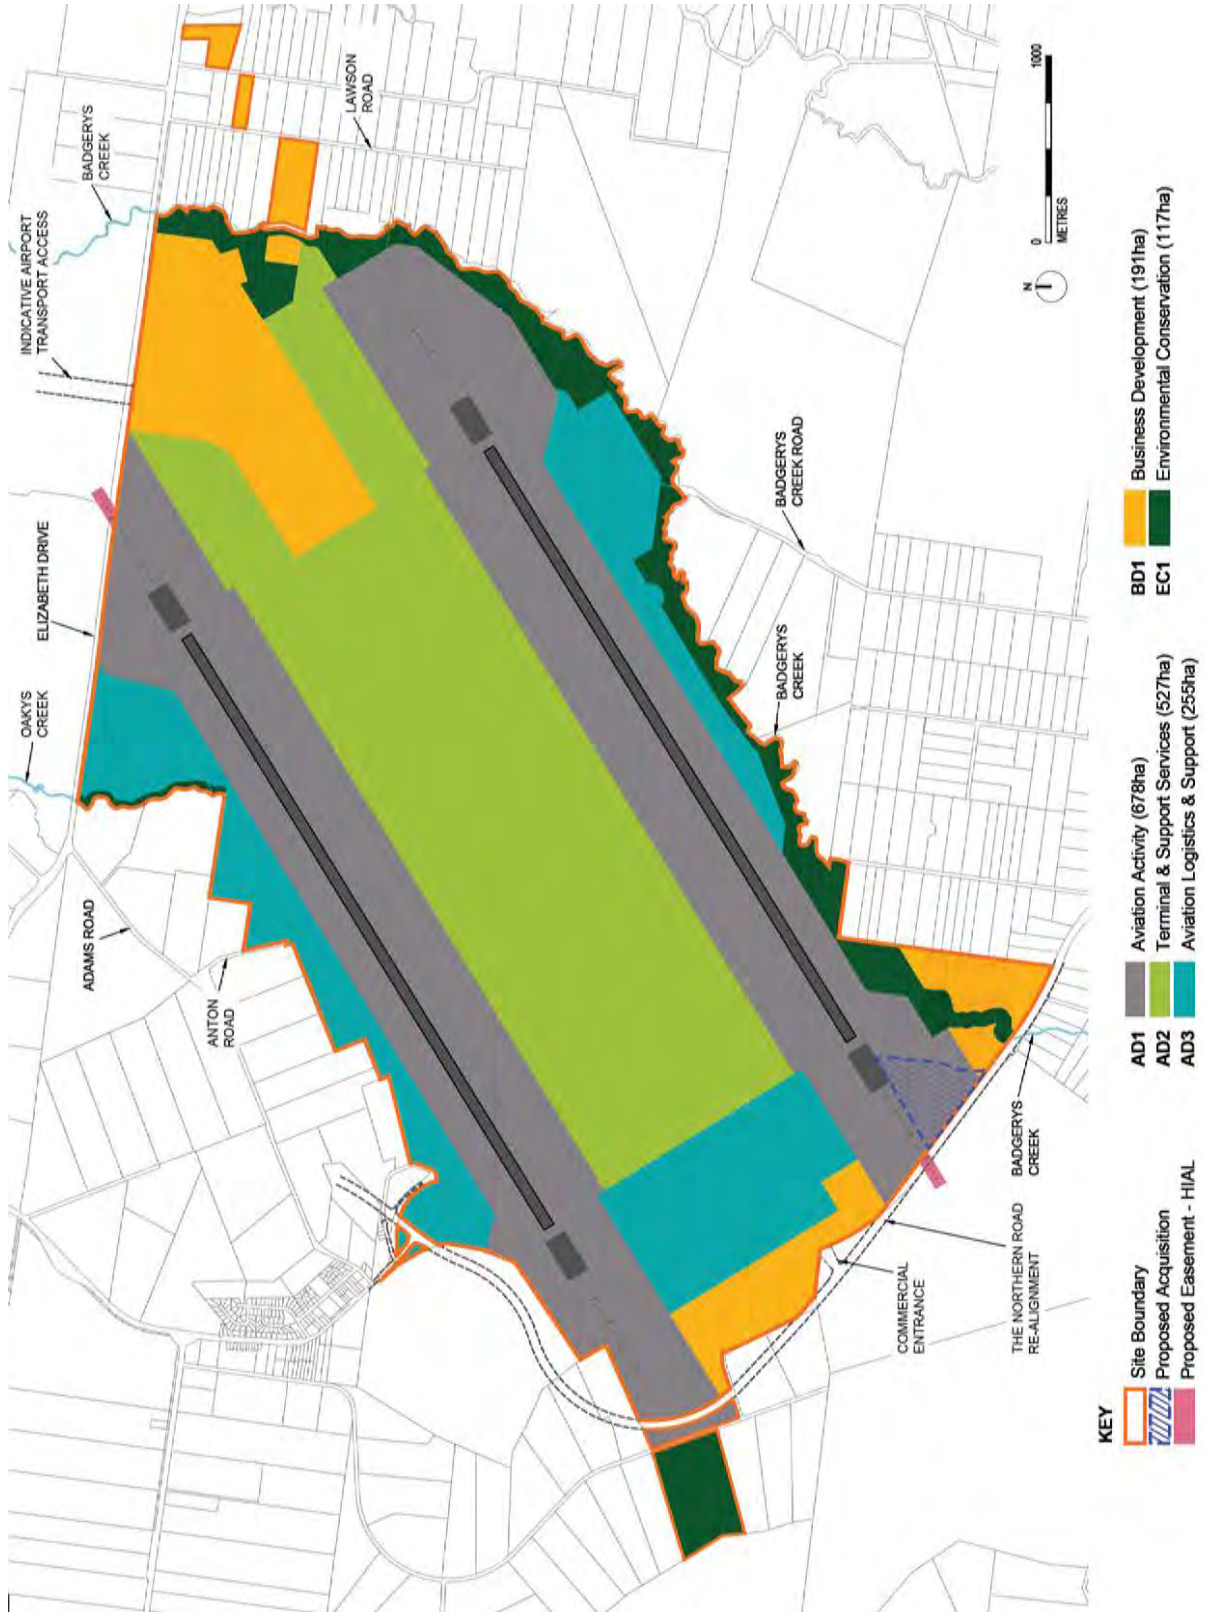 INDICATIVE AIRPORT
TRANSPORT ACCESS
BADGERYS
CREEK
LAWSON
ROAD
OAKYS
CREEK
ELIZABETH DRIVE
ADAMS ROAD
ANTON
ROAD
BADGERYS
CREEK ROAD
BADGERYS
CREEK
BADGERYS
CREEK
COMMERCIAL
ENTRANCE
THE NORTHERN ROAD
RE-ALIGNMENT
N
0 1000
METRES
KEY
Site Boundary
Proposed Acquisition
Proposed Easement - HIAL
AD1 Aviation Activity (678ha)
AD2 Terminal & Support Services (527ha)
AD3 Aviation Logistics & Support (255ha)
BD1 Business Development (191ha)
EC1 Environmental Conservation (117ha)